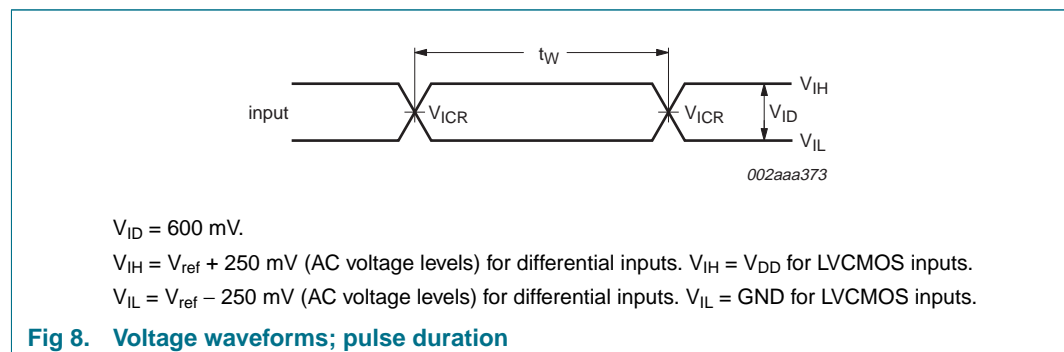 tW
VIH
input
VICR
VICR
VID
VIL
002aaa373
VID = 600 mV.
VIH = Vref + 250 mV (AC voltage levels) for differential inputs. VIH = VDD for LVCMOS inputs.
VIL = Vref − 250 mV (AC voltage levels) for differential inputs. VIL = GND for LVCMOS inputs.
Fig 8. Voltage waveforms; pulse duration